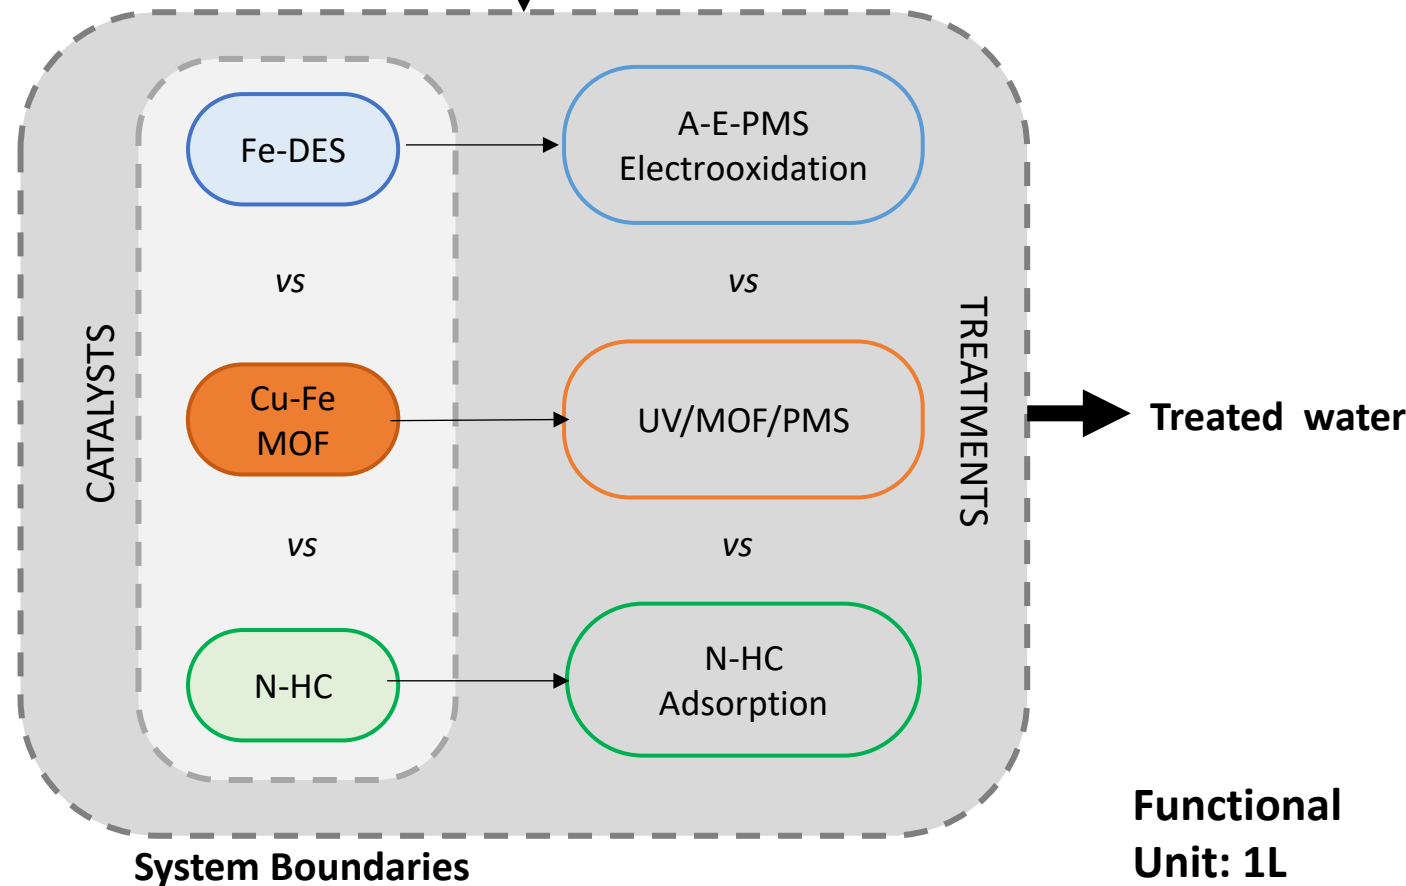 CATALYSTS
Fe-DES
vs
Cu-Fe
MOF
vs
N-HC
A-E-PMS
Electrooxidation
vs
UV/MOF/PMS
vs
N-HC
Adsorption
TREATMENTS
Treated water
System Boundaries
Functional
Unit: 1L